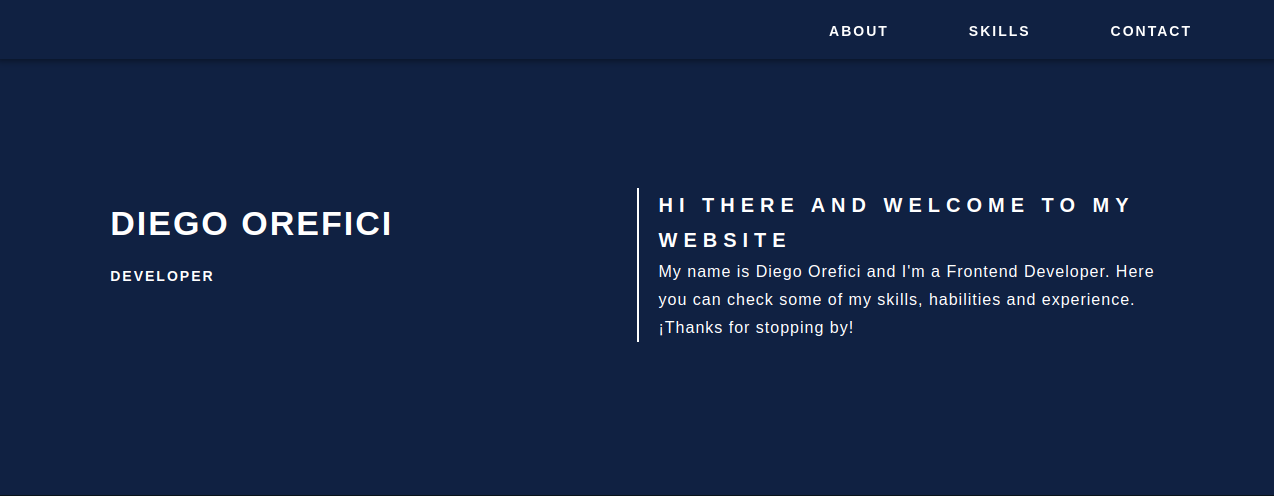 ABOUT SKILLS CONTACT
DIEGO OREFICI
DEVELOPER
HI THERE AND WELCOME TO MY
WEBSITE
My name is Diego Orefici and I'm a Frontend Developer. Here
you can check some of my skills, habilities and experience.
¡Thanks for stopping by!